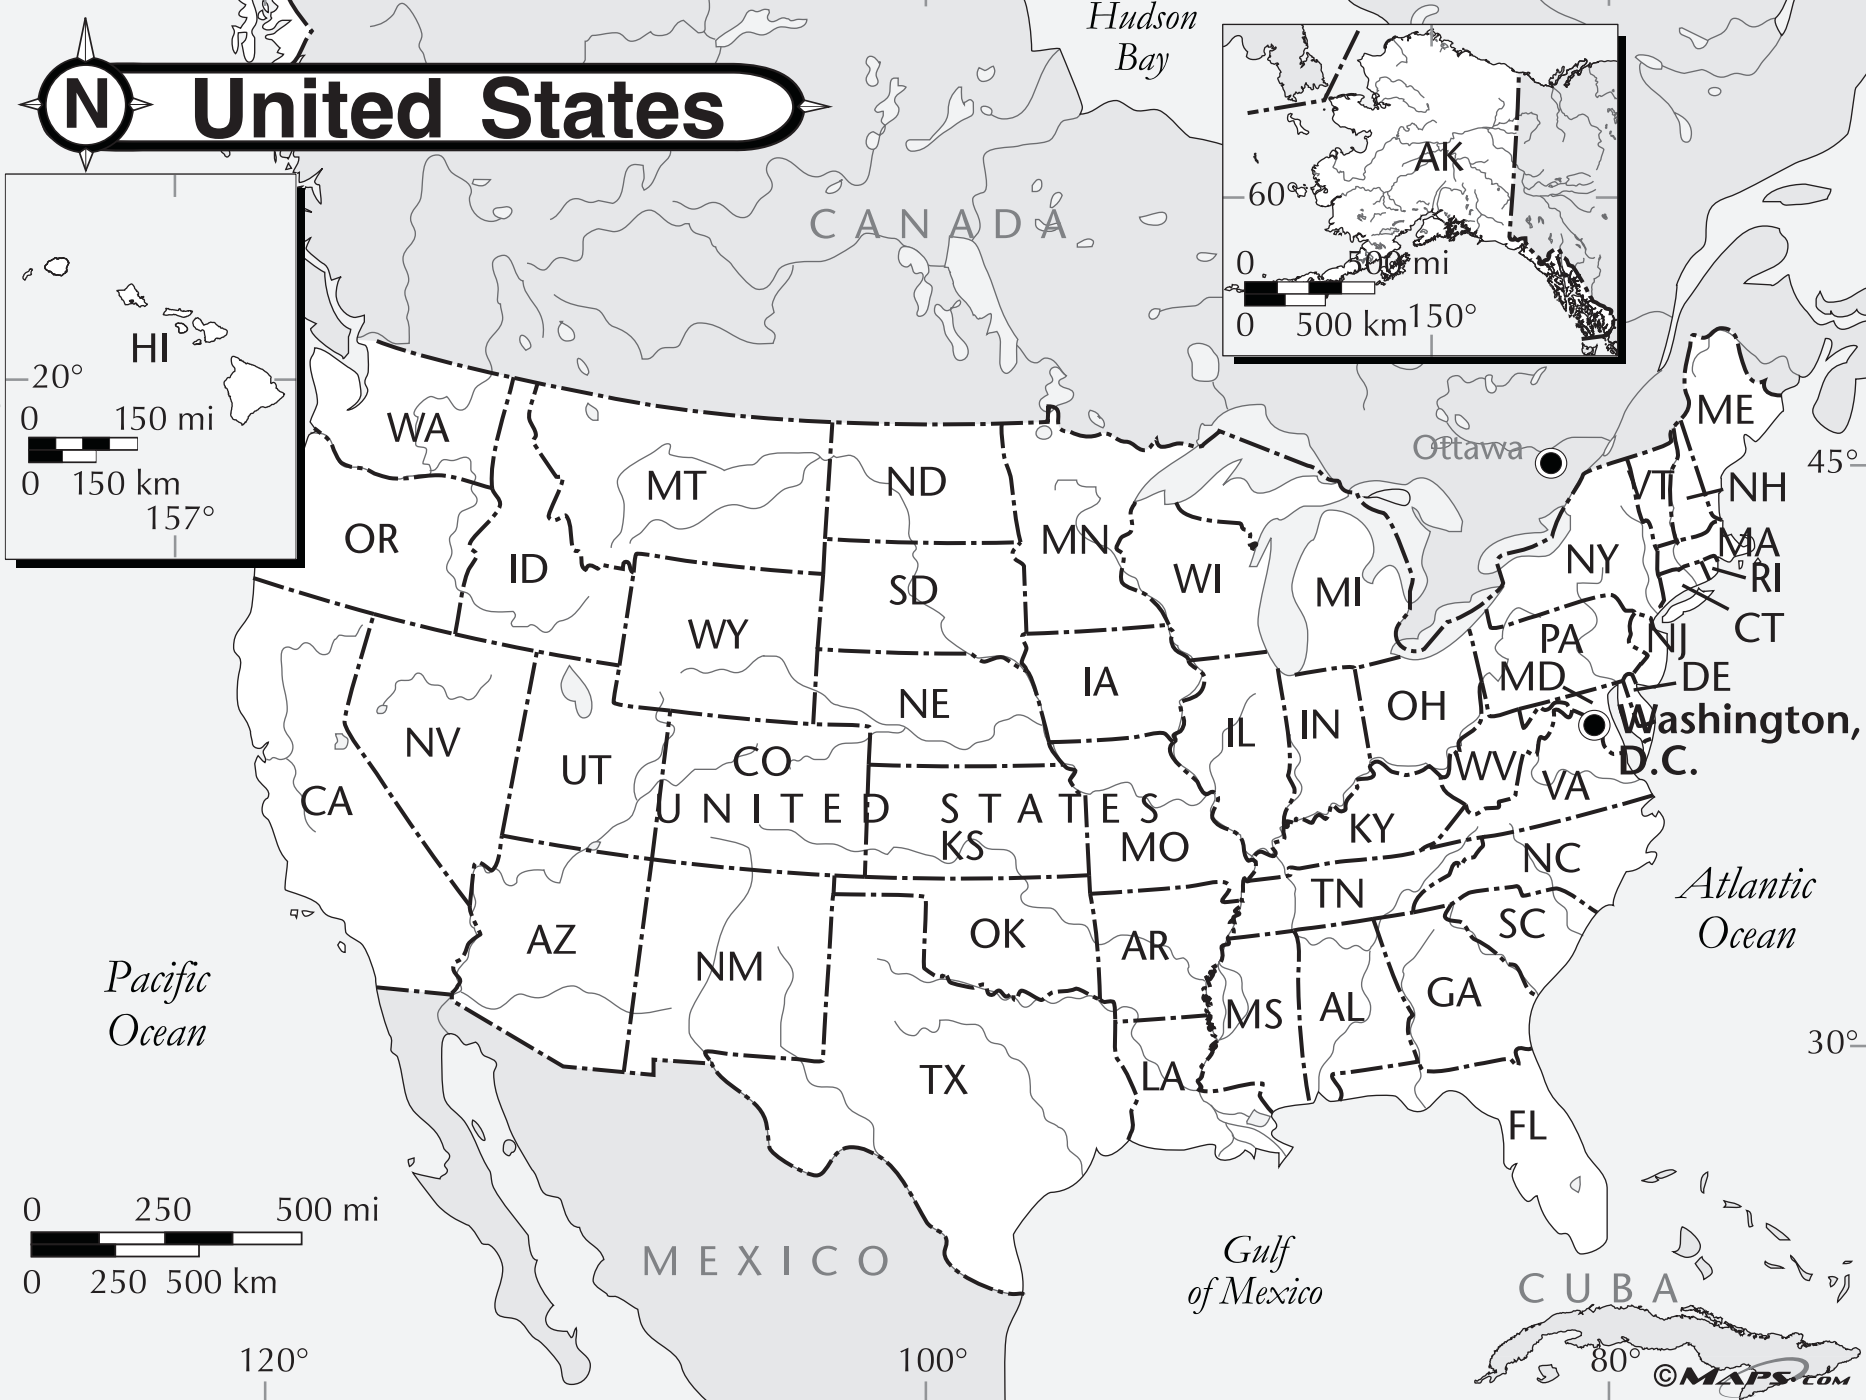 Hudson
Bay
N United States
AK
60°
0 500 mi
0 500 km
150°
CANADA
HI
20°
0 150 mi
0 150 km
157°
Ottawa
45°
WA
MT
ND
MN
ME
VT
NH
OR
ID
SD
WI
MI
NY
MA
RI
CT
WY
IA
PA
NJ
NE
MD
DE
NV
UT
CO
IL
IN
OH
Washington,
D.C.
WV
VA
CA
UNITED STATES
KS
MO
KY
NC
TN
Atlantic
Ocean
AZ
NM
OK
AR
SC
Pacific
Ocean
MS
AL
GA
30°
TX
LA
FL
0 250 500 mi
0 250 500 km
MEXICO
Gulf
of Mexico
CUBA
120°
100°
80°
©MAPS.COM